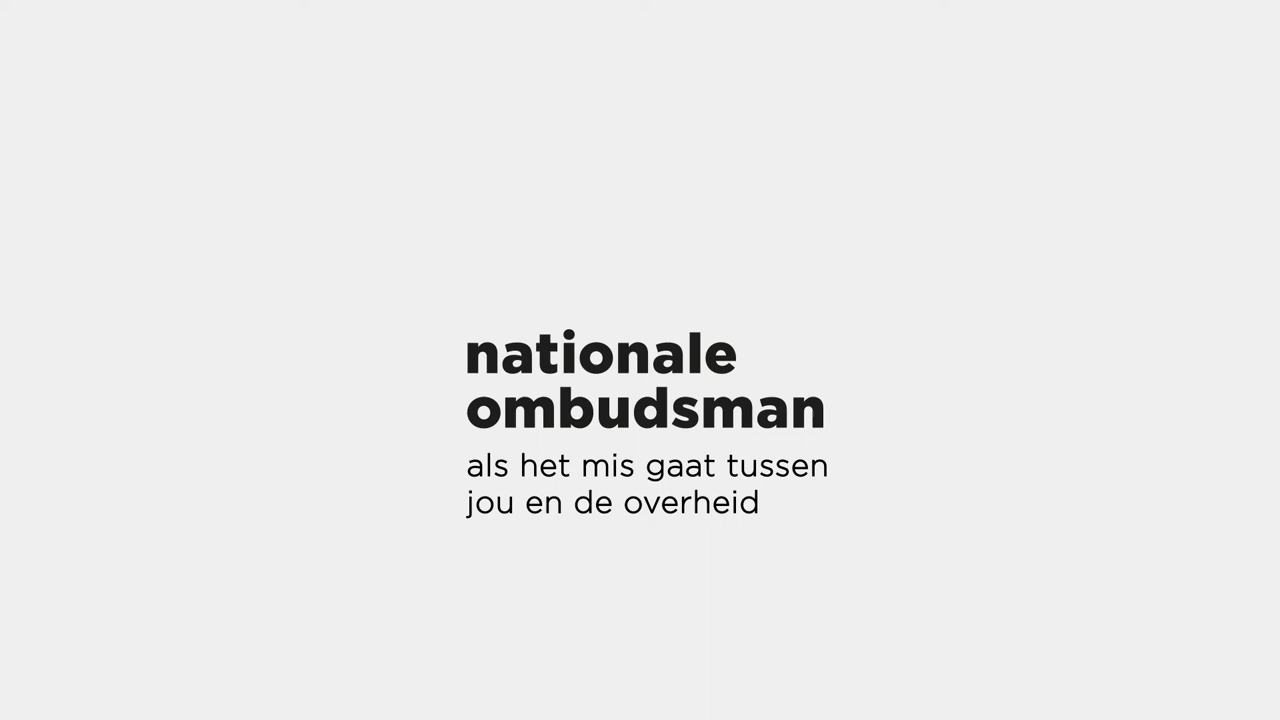 nationale
ombudsman
als het mis gaat tussen
jou en de overheid